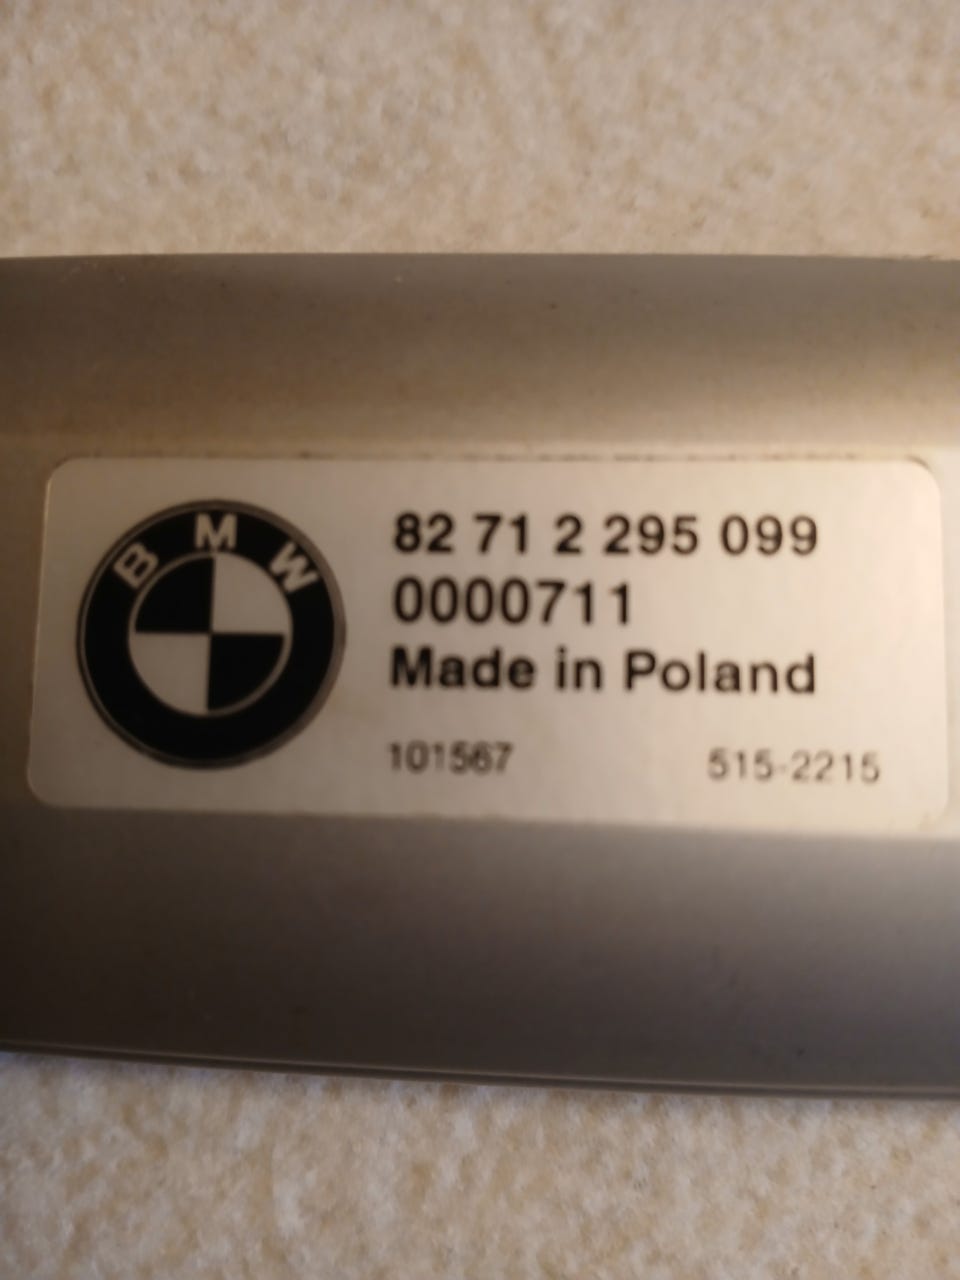 BMW
82 71 2 295 099
0000711
Made in Poland
101567 515-2215